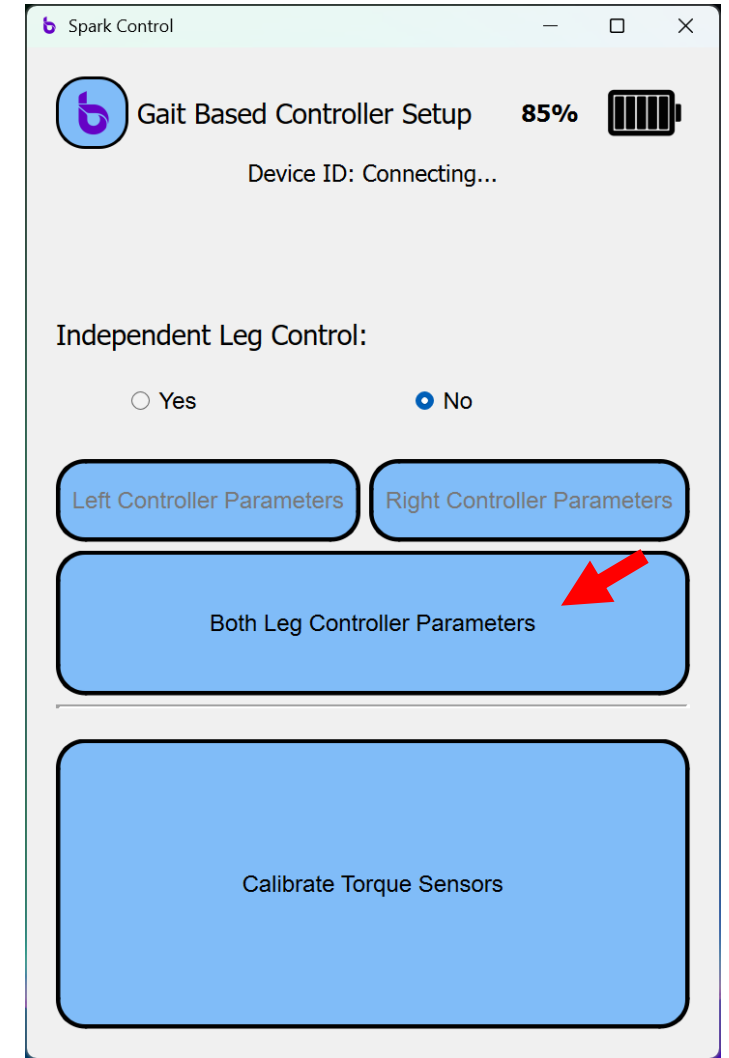 Spark Control
Gait Based Controller Setup 85%
Device ID: Connecting...
Independent Leg Control:
Yes No
Left Controller Parameters Right Controller Parameters
Both Leg Controller Parameters
Calibrate Torque Sensors